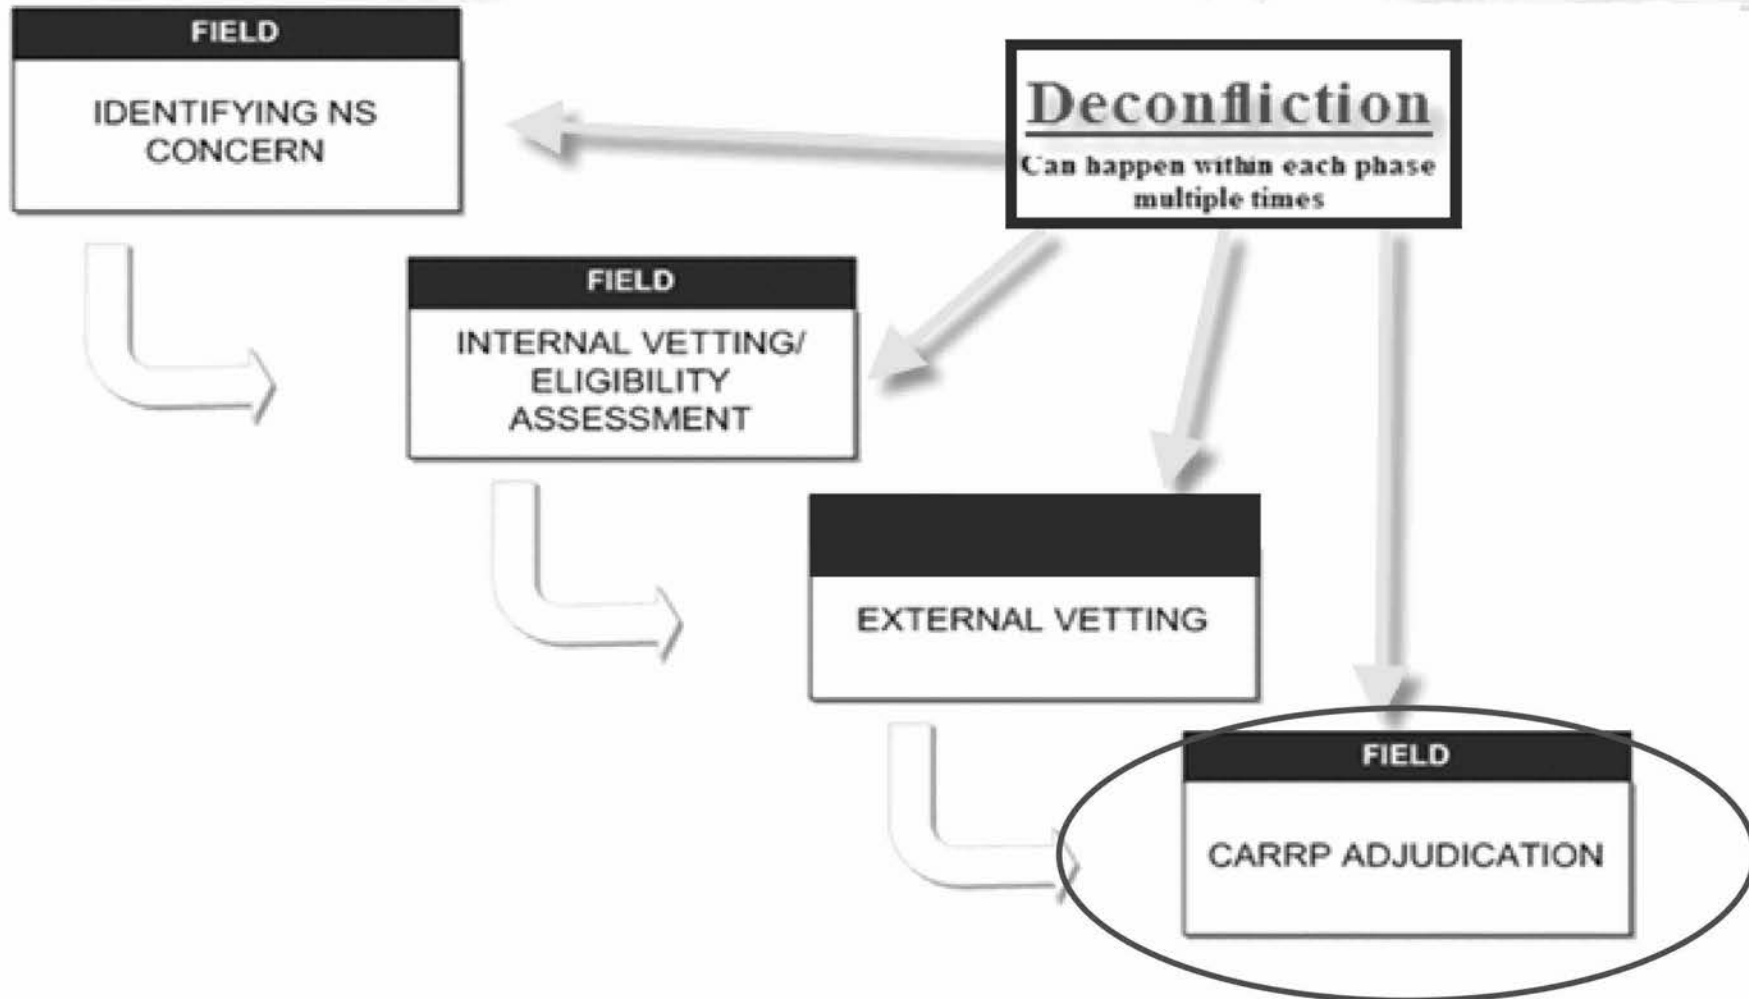 FIELD
IDENTIFYING NS
CONCERN
Deconfliction
Can happen within each phase
multiple times
FIELD
INTERNAL VETTING/
ELIGIBILITY
ASSESSMENT
EXTERNAL VETTING
FIELD
CARRP ADJUDICATION